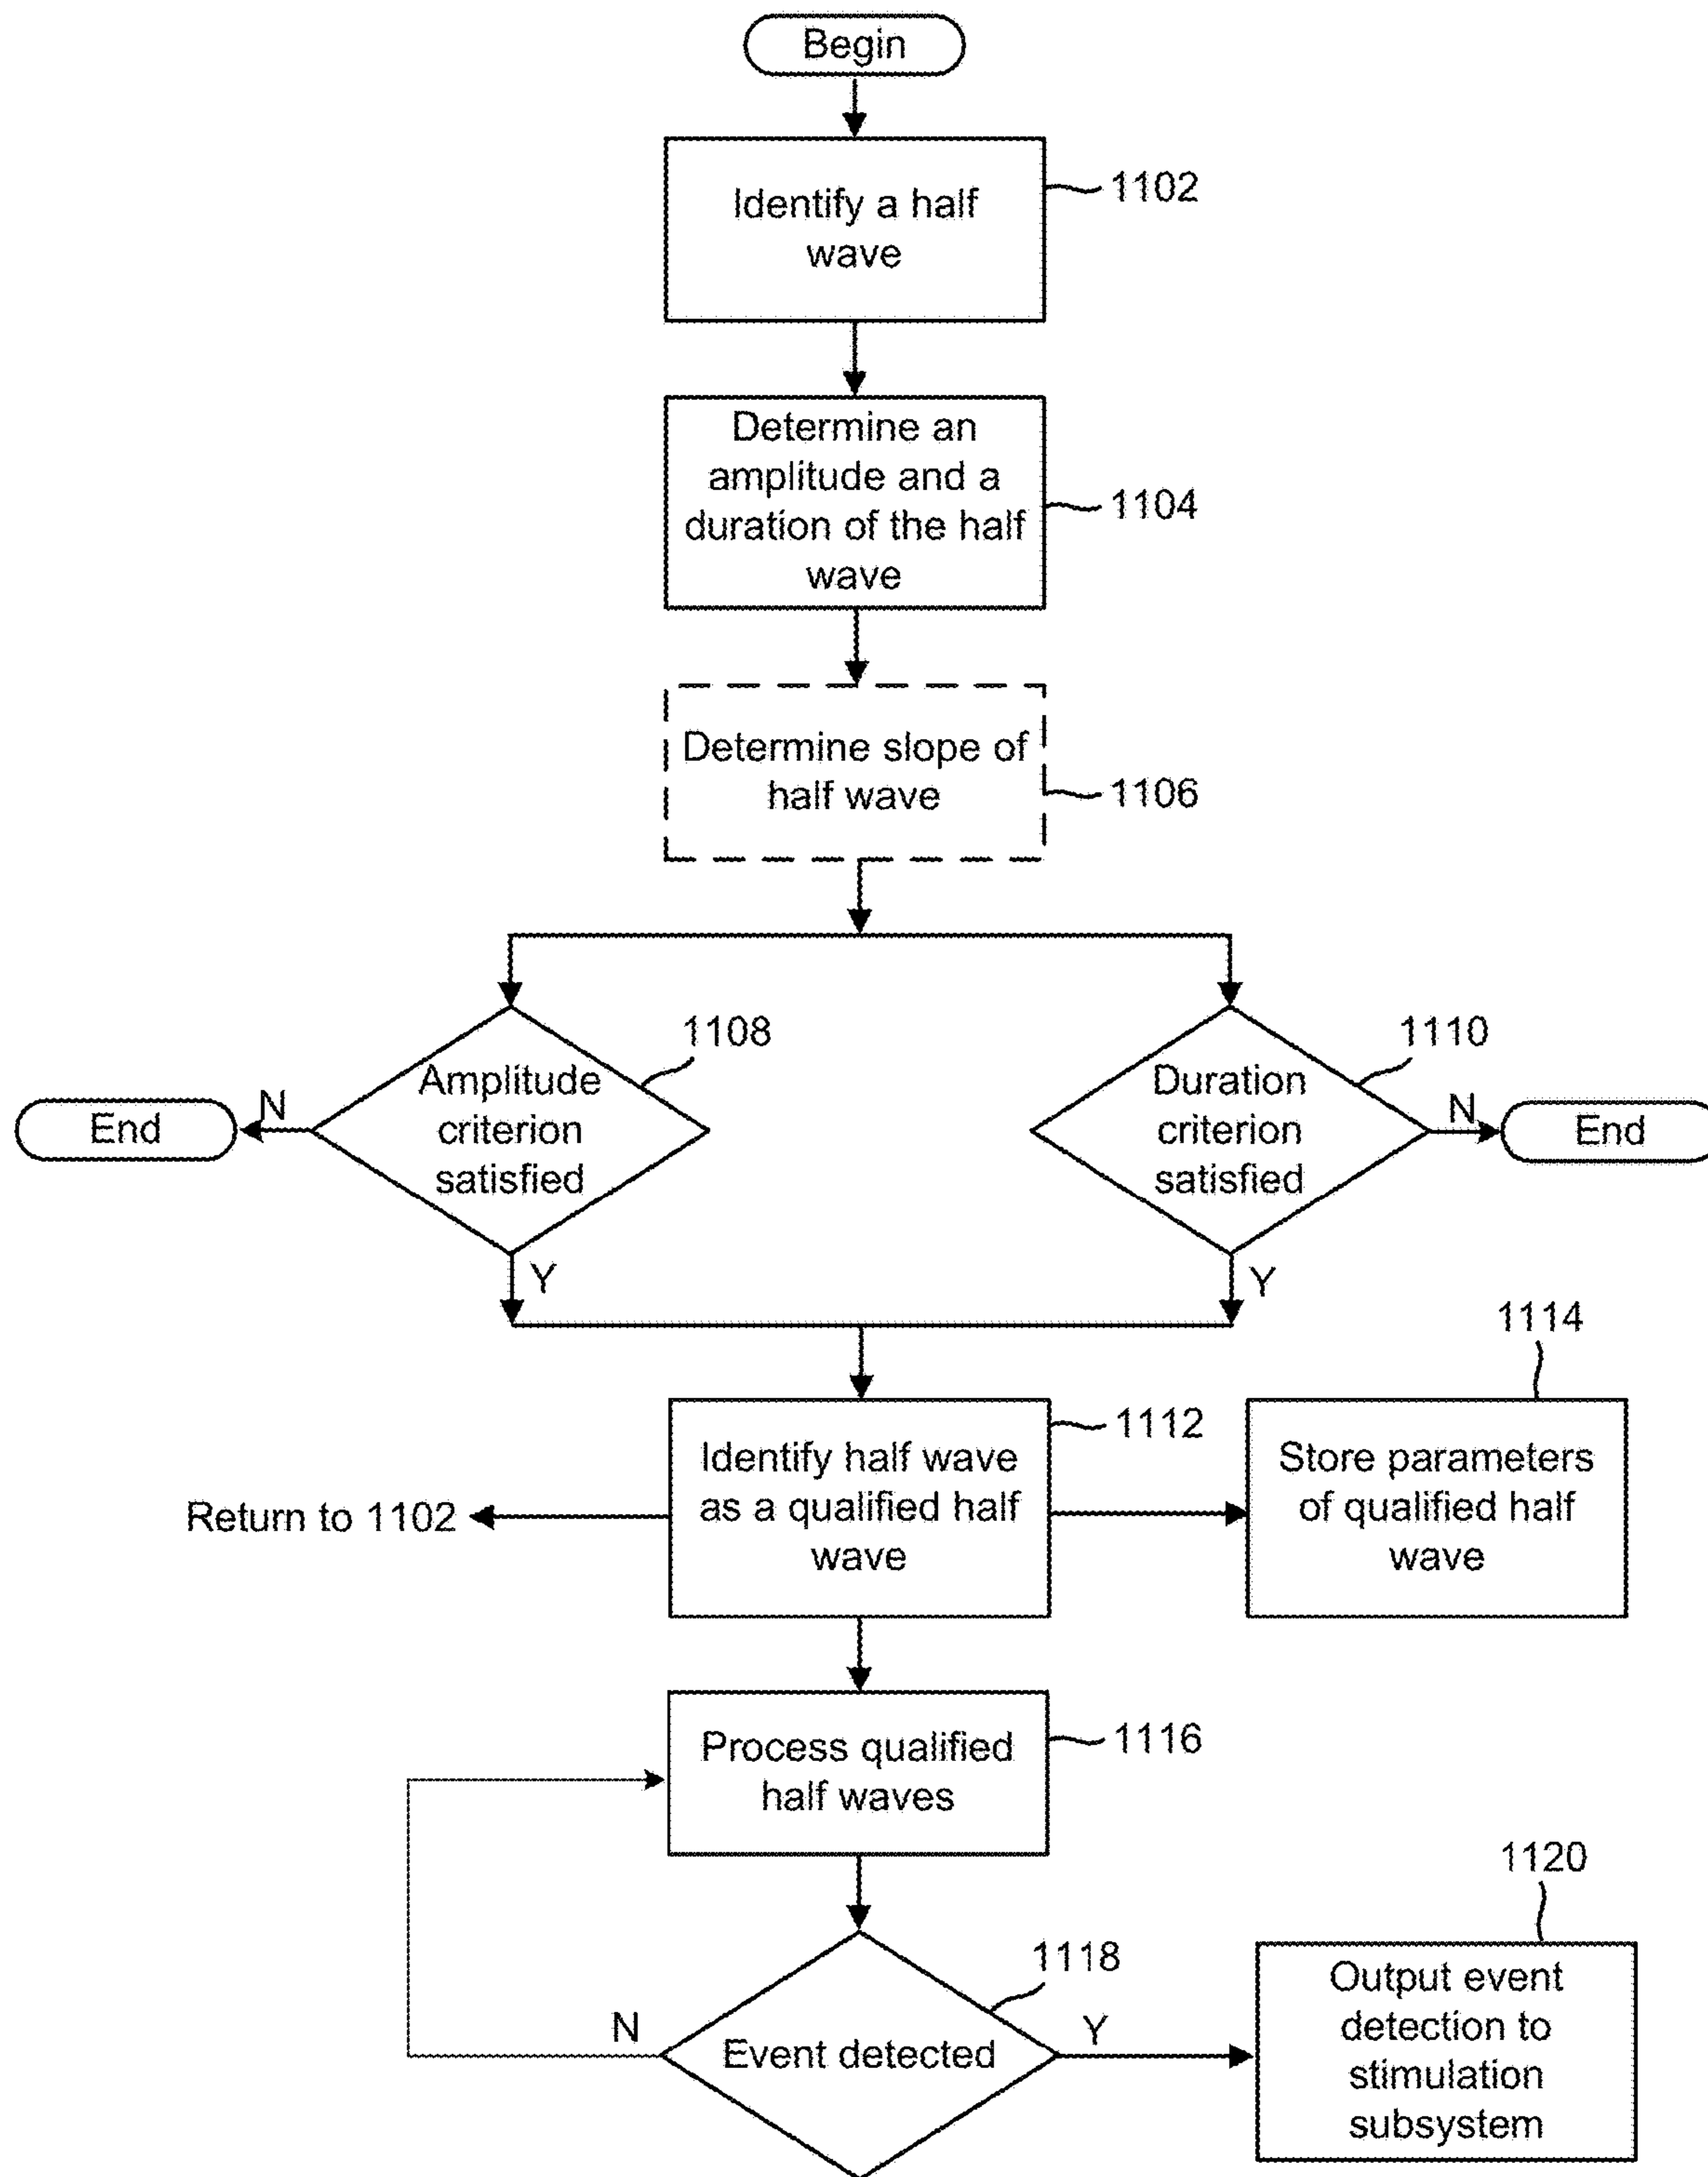 Begin
Identify a half
wave
1102
Determine an
amplitude and a
duration of the half
wave
1104
Determine slope of
half wave
1106
1108
Amplitude
criterion
satisfied
N
End
Y
1110
Duration
criterion
satisfied
N
End
Y
1112
Identify half wave
as a qualified half
wave
Return to 1102
1114
Store parameters
of qualified half
wave
Process qualified
half waves
1116
1118
Event detected
N
Y
1120
Output event
detection to
stimulation
subsystem